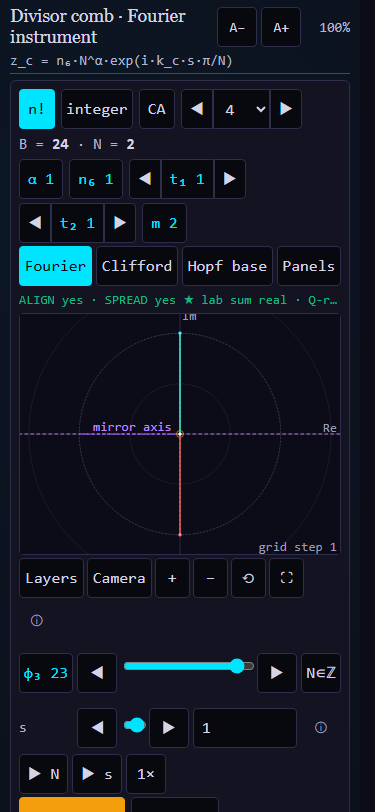 Divisor comb · Fourier
instrument
A− A+ 100%
z_c = n₆·N^α·exp(i·k_c·s·π/N)
n! integer CA ◀ 4 ▶
B = 24 · N = 2
α 1 n₆ 1 ◀ t₁ 1 ▶
◀ t₂ 1 ▶ m 2
Fourier Clifford Hopf base Panels
ALIGN yes · SPREAD yes ★ lab sum real · Q-r…
Im
mirror axis
Re
grid step 1
Layers Camera + − ⟲ ⛶
ⓘ
ϕ₃ 23 ◀ ▶ N∈ℤ
s ◀ ▶ 1 ⓘ
▶ N ▶ s 1×